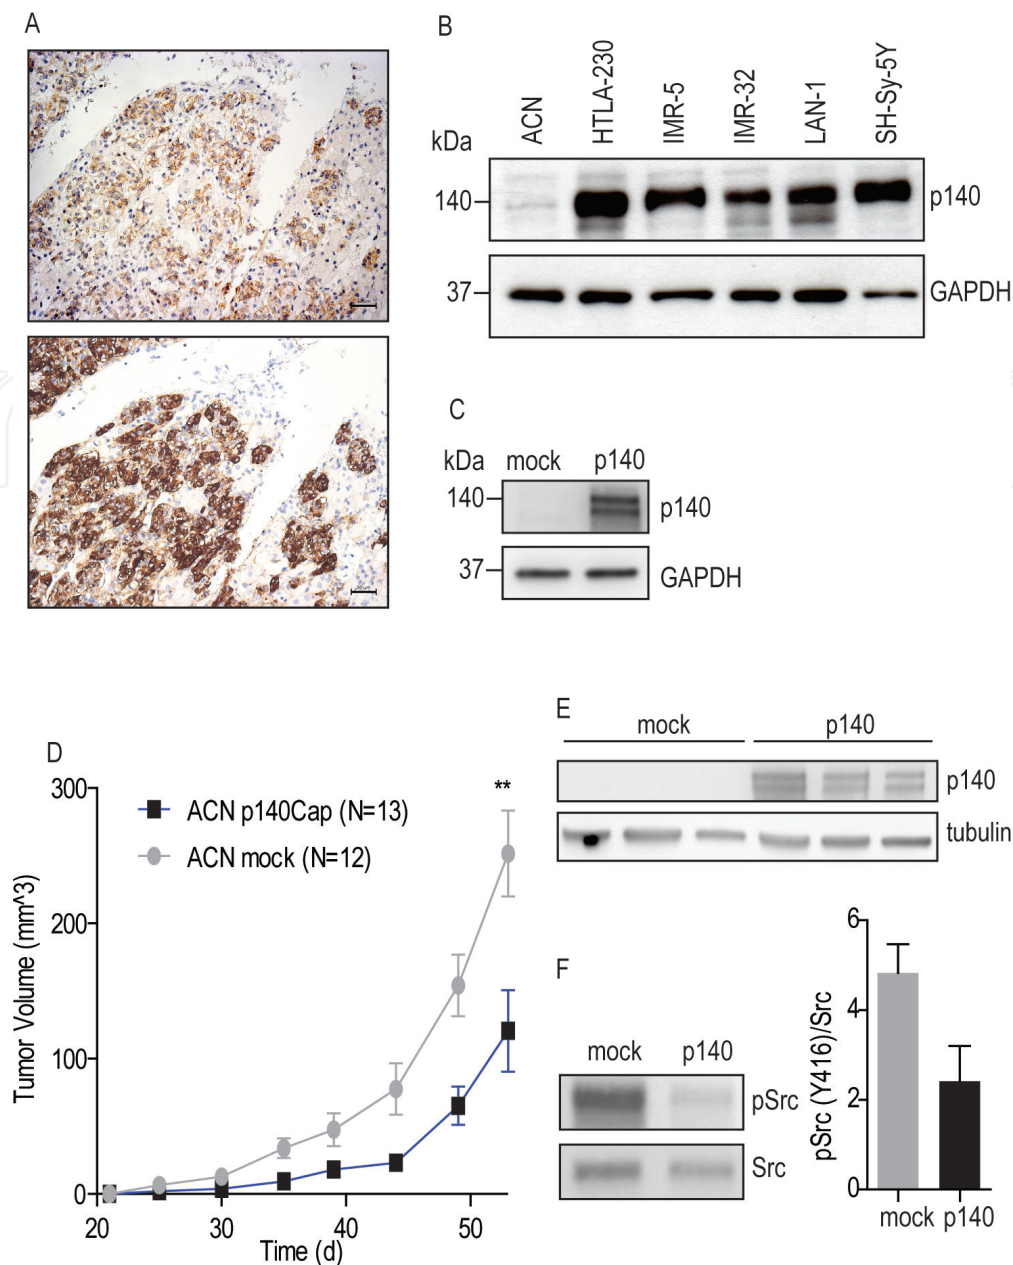 A
B
kDa
ACN
HTLA-230
IMR-5
IMR-32
LAN-1
SH-Sy-5Y
140
p140
37
GAPDH
C
kDa
mock
p140
140
p140
37
GAPDH
D
300
200
100
0
20
30
40
50
Tumor Volume (mm^3)
Time (d)
ACN p140Cap (N=13)
ACN mock (N=12)
**
E
mock
p140
p140
tubulin
F
mock
p140
pSrc
Src
6
4
2
0
pSrc (Y416)/Src
mock p140